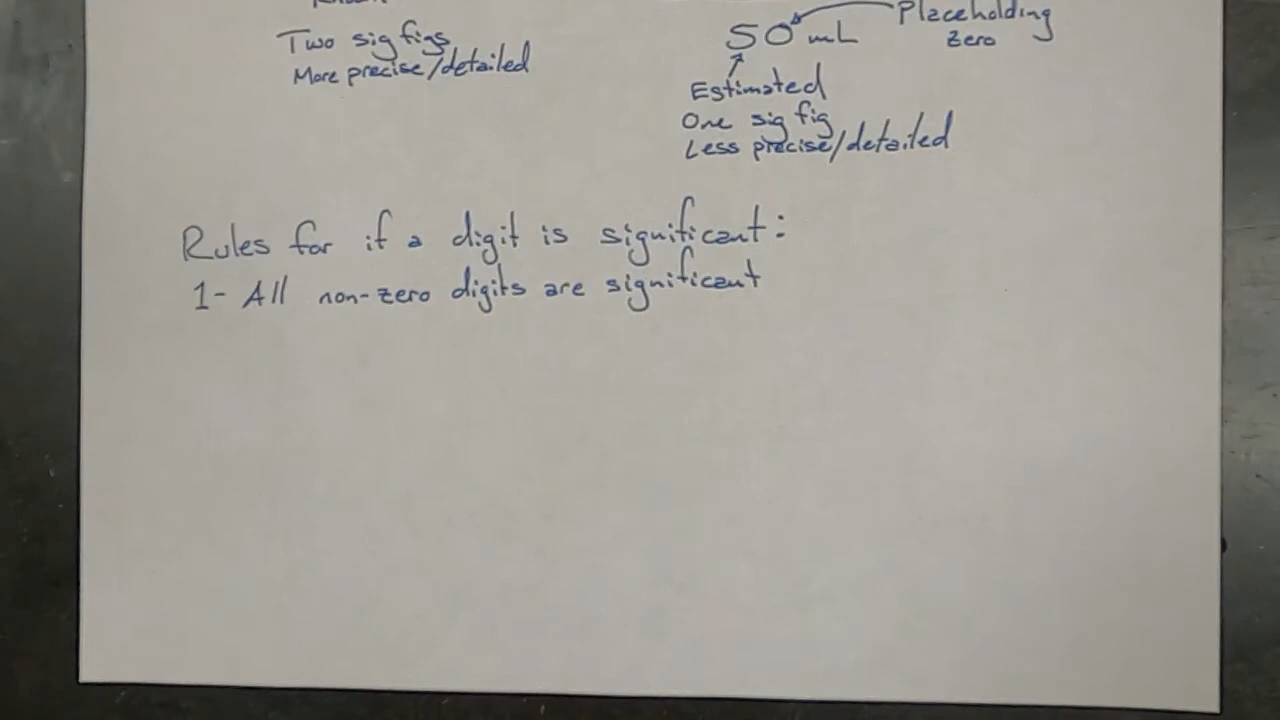 Two sig figs
More precise/detailed
50 mL
Placeholding
Zero
Estimated
One sig fig
Less precise/detailed
Rules for if a digit is significant:
1- All non-zero digits are significant